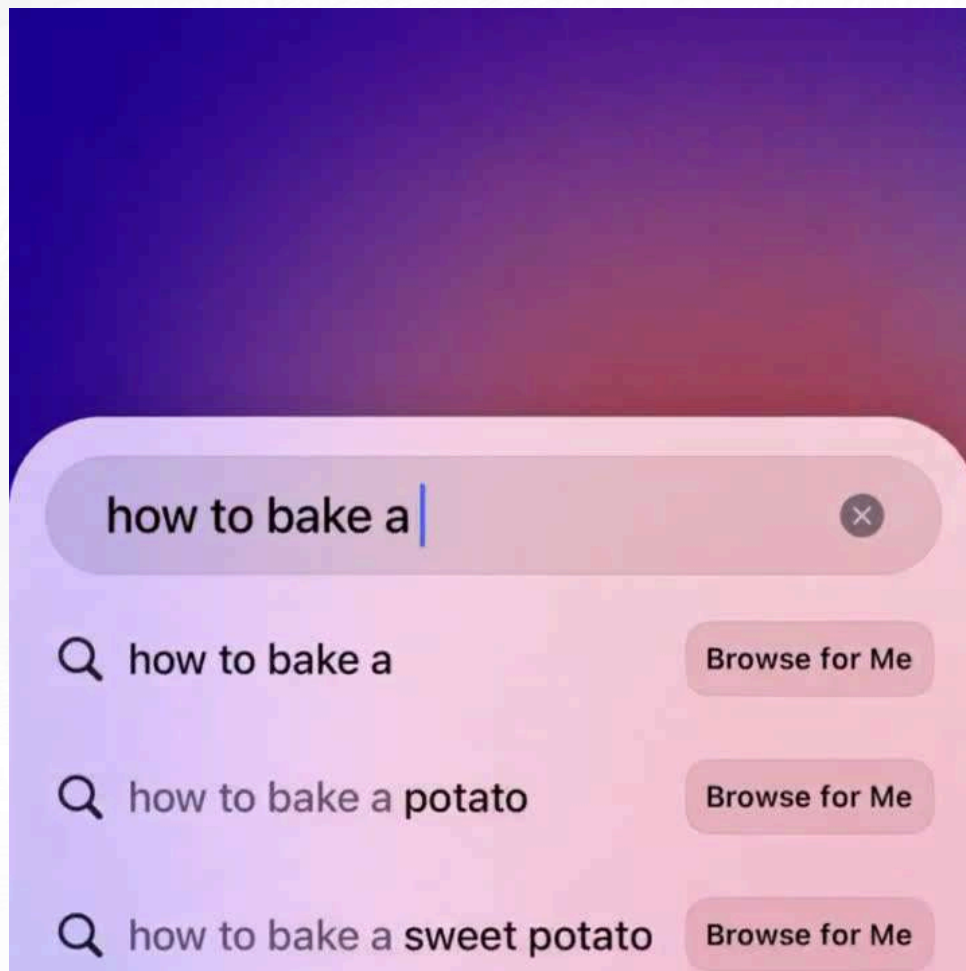 how to bake a
how to bake a Browse for Me
how to bake a potato Browse for Me
how to bake a sweet potato Browse for Me